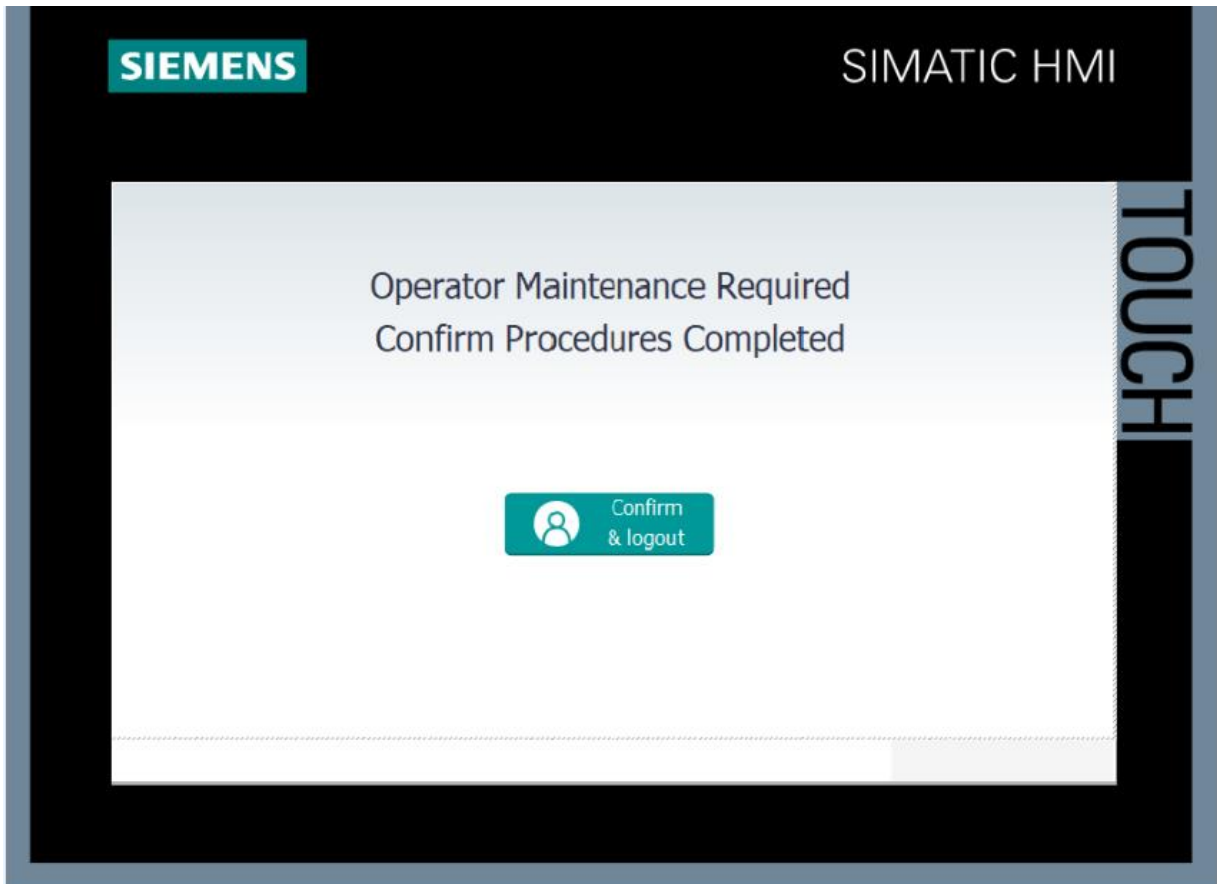 SIEMENS
SIMATIC HMI
TOUCH
Operator Maintenance Required
Confirm Procedures Completed
Confirm
& logout